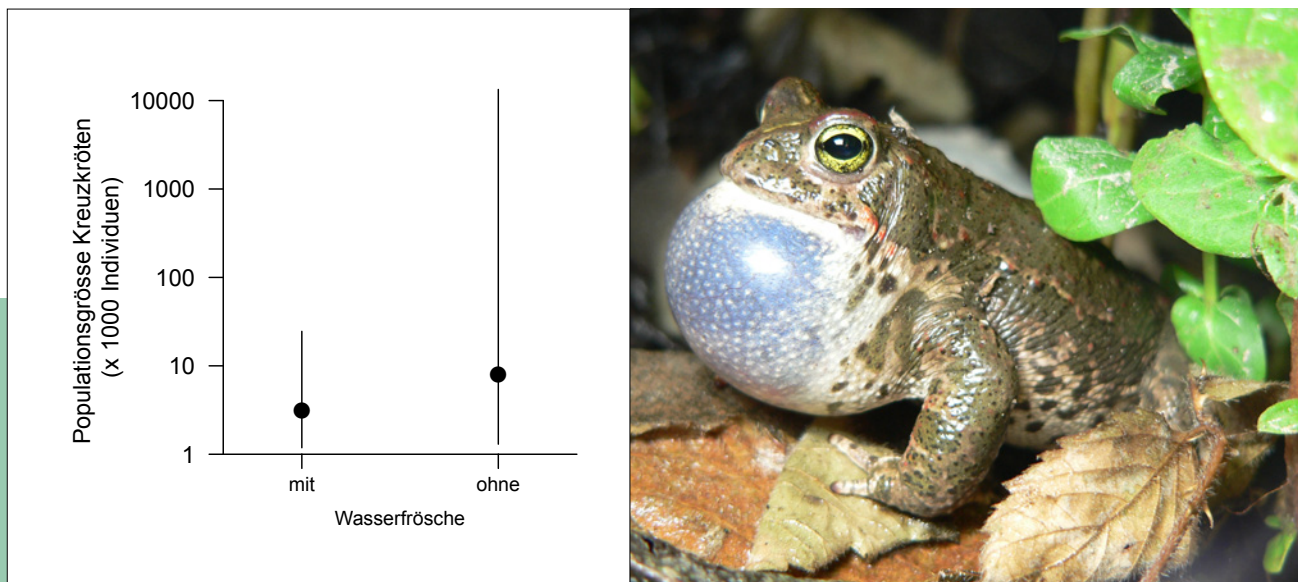 Populationsgrösse Kreuzkröten
(x 1000 Individuen)
10000
1000
100
10
1
mit
ohne
Wasserfrösche